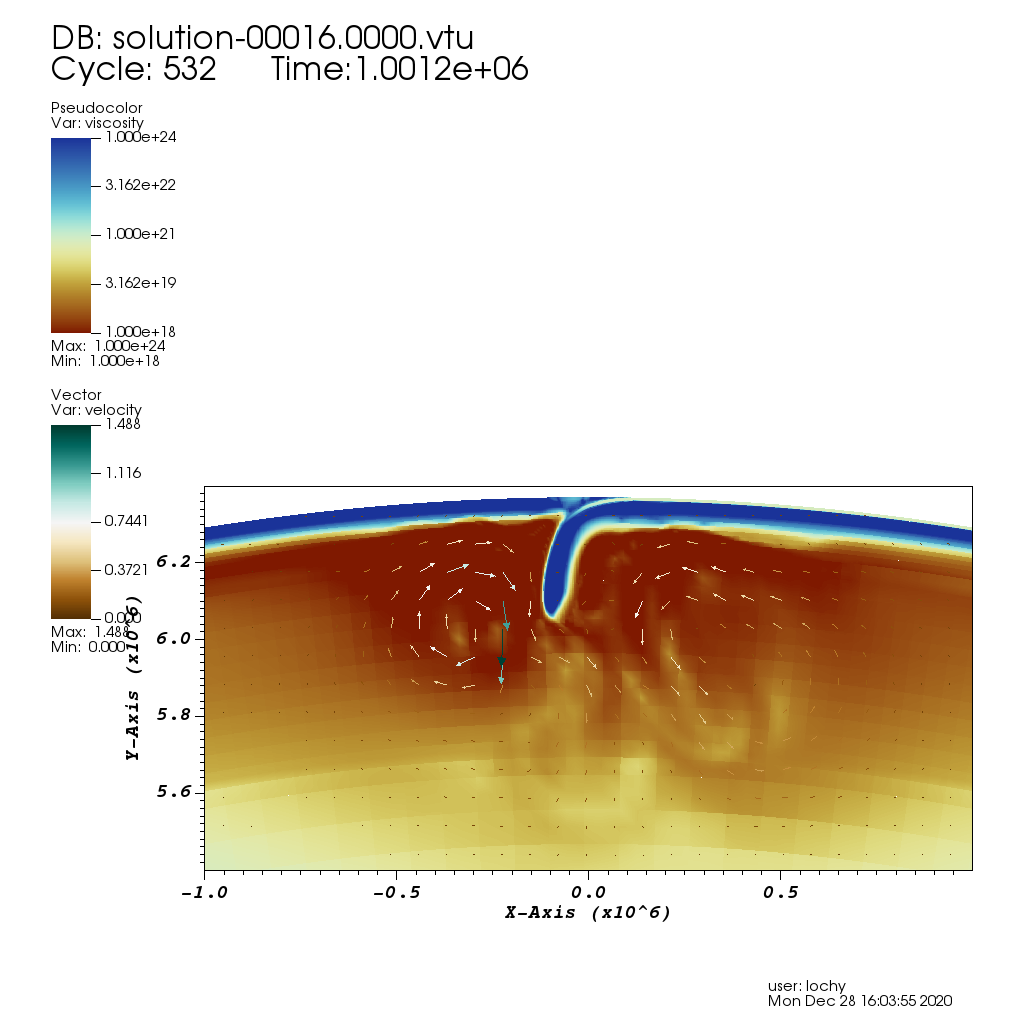 DB: solution-00016.0000.vtu
Cycle: 532 Time:1.0012e+06
Pseudocolor
Var: viscosity
1.000e+24
3.162e+22
1.000e+21
3.162e+19
1.000e+18
Max: 1.000e+24
Min: 1.000e+18
Vector
Var: velocity
1.488
1.116
0.7441
0.3721
0.000
Max: 1.488
Min: 0.000
Y-Axis (x10^6)
6.2
6.0
5.8
5.6
-1.0
-0.5
0.0
0.5
X-Axis (x10^6)
user: lochy
Mon Dec 28 16:03:55 2020